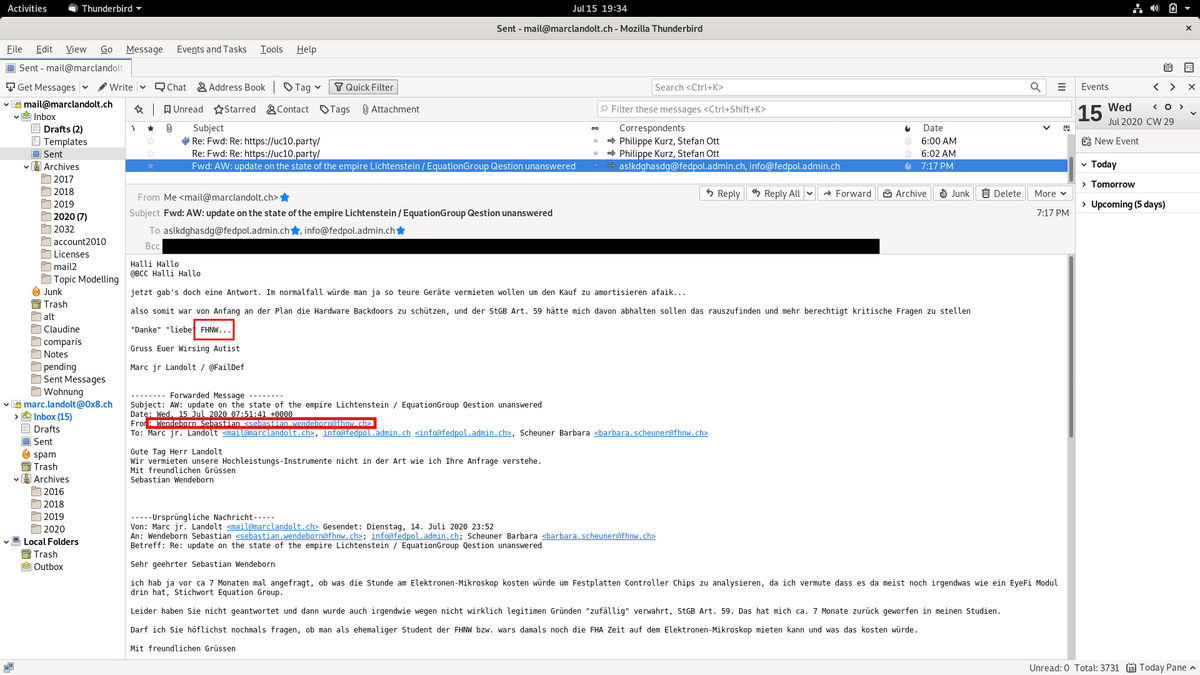 Activities Thunderbird Jul 15 19:34
Sent - mail@marclandolt.ch - Mozilla Thunderbird
File Edit View Go Message Events and Tasks Tools Help
Sent - mail@marclandolt
Get Messages Write Chat Address Book Tag Quick Filter Search <Ctrl+K>
Events
mail@marclandolt.ch
Inbox
Drafts (2)
Templates
Sent
Archives
2017
2018
2019
2020 (7)
2032
account2010
Licenses
mail2
Topic Modelling
Junk
Trash
alt
Claudine
comparis
Notes
pending
Sent Messages
Wohnung
marc.landolt@0x8.ch
Inbox (15)
Drafts
Sent
spam
Trash
Archives
2016
2018
2019
2020
Local Folders
Trash
Outbox
Unread Starred Contact Tags Attachment Filter these messages <Ctrl+Shift+K>
Subject Correspondents Date
Re: Fwd: Re: https://uc10.party/ Philippe Kurz, Stefan Ott 6:00 AM
Re: Fwd: Re: https://uc10.party/ Philippe Kurz, Stefan Ott 6:02 AM
Fwd: AW: update on the state of the empire Lichtenstein / EquationGroup Qestion unanswered aslkdghasdg@fedpol.admin.ch, info@fedpol.admin.ch 7:17 PM
From Me <mail@marclandolt.ch> Reply Reply All Forward Archive Junk Delete More
Subject Fwd: AW: update on the state of the empire Lichtenstein / EquationGroup Qestion unanswered 7:17 PM
To aslkdghasdg@fedpol.admin.ch, info@fedpol.admin.ch
Bcc
Halli Hallo
@BCC Halli Hallo
jetzt gab's doch eine Antwort. Im normalfall würde man ja so teure Geräte vermieten wollen um den Kauf zu amortisieren afaik...
also somit war von Anfang an der Plan die Hardware Backdoors zu schützen, und der StGB Art. 59 hätte mich davon abhalten sollen das rauszufinden und mehr berechtigt kritische Fragen zu stellen
"Danke" "liebe" FHNW...
Gruss Euer Wirsing Autist
Marc jr Landolt / @FailDef
-------- Forwarded Message --------
Subject: AW: update on the state of the empire Lichtenstein / EquationGroup Qestion unanswered
Date: Wed, 15 Jul 2020 07:51:41 +0000
From: Wendeborn Sebastian <sebastian.wendeborn@fhnw.ch>
To: Marc jr. Landolt <mail@marclandolt.ch>, info@fedpol.admin.ch <info@fedpol.admin.ch>, Scheuner Barbara <barbara.scheuner@fhnw.ch>
Gute Tag Herr Landolt
Wir vermieten unsere Hochleistungs-Instrumente nicht in der Art wie ich Ihre Anfrage verstehe.
Mit freundlichen Grüssen
Sebastian Wendeborn
-----Ursprüngliche Nachricht-----
Von: Marc jr. Landolt <mail@marclandolt.ch> Gesendet: Dienstag, 14. Juli 2020 23:52
An: Wendeborn Sebastian <sebastian.wendeborn@fhnw.ch>; info@fedpol.admin.ch; Scheuner Barbara <barbara.scheuner@fhnw.ch>
Betreff: Re: update on the state of the empire Lichtenstein / EquationGroup Qestion unanswered
Sehr geehrter Sebastian Wendeborn
ich hab ja vor ca 7 Monaten mal angefragt, ob was die Stunde am Elektronen-Mikroskop kosten würde um Festplatten Controller Chips zu analysieren, da ich vermute dass es da meist noch irgendwas wie ein EyeFi Modul
drin hat, Stichwort Equation Group.
Leider haben Sie nicht geantwortet und dann wurde auch irgendwie wegen nicht wirklich legitimen Gründen "zufällig" verwahrt, StGB Art. 59. Das hat mich ca. 7 Monate zurück geworfen in meinen Studien.
Darf ich Sie höflichst nochmals fragen, ob man als ehemaliger Student der FHNW bzw. wars damals noch die FHA Zeit auf dem Elektronen-Mikroskop mieten kann und was das kosten würde.
Mit freundlichen Grüssen
15 Wed
Jul 2020 CW 29
New Event
Today
Tomorrow
Upcoming (5 days)
Unread: 0 Total: 3731 Today Pane